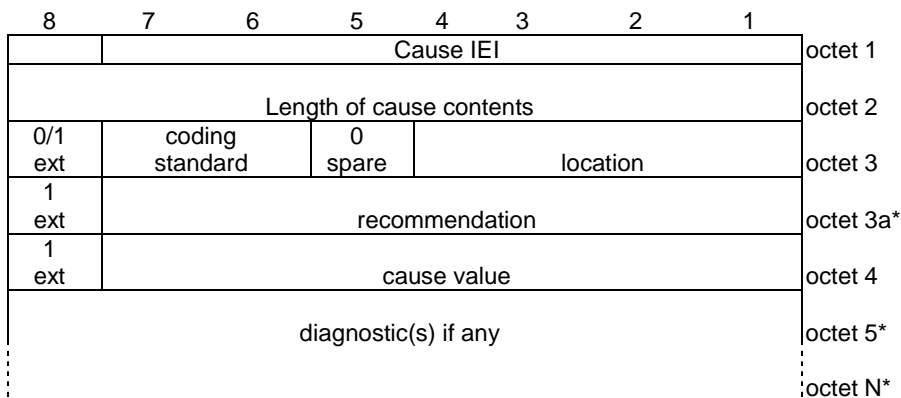 8 7 6 5 4 3 2 1
Cause IEI octet 1
Length of cause contents octet 2
0/1 coding 0
ext standard spare location octet 3
1
ext recommendation octet 3a*
1
ext cause value octet 4
diagnostic(s) if any octet 5*
octet N*